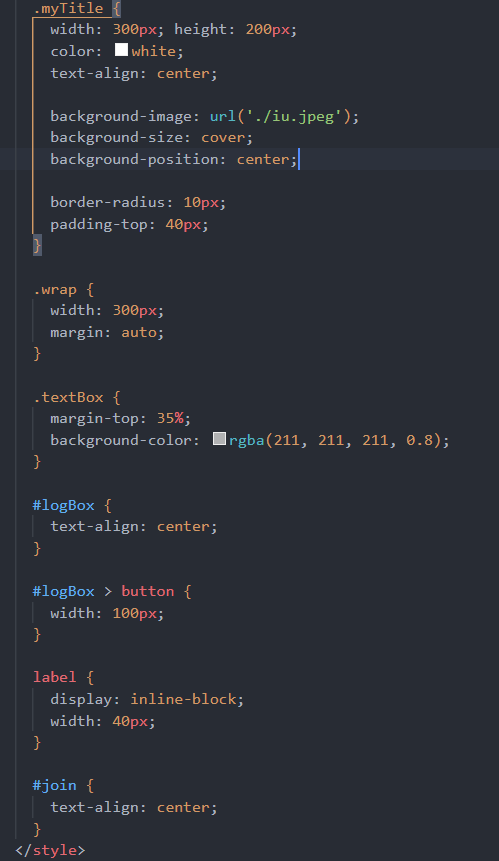 .myTitle {
width: 300px; height: 200px;
color: white;
text-align: center;
background-image: url('./iu.jpeg');
background-size: cover;
background-position: center;
border-radius: 10px;
padding-top: 40px;
}
.wrap {
width: 300px;
margin: auto;
}
.textBox {
margin-top: 35%;
background-color: rgba(211, 211, 211, 0.8);
}
#logBox {
text-align: center;
}
#logBox > button {
width: 100px;
}
label {
display: inline-block;
width: 40px;
}
#join {
text-align: center;
}
</style>